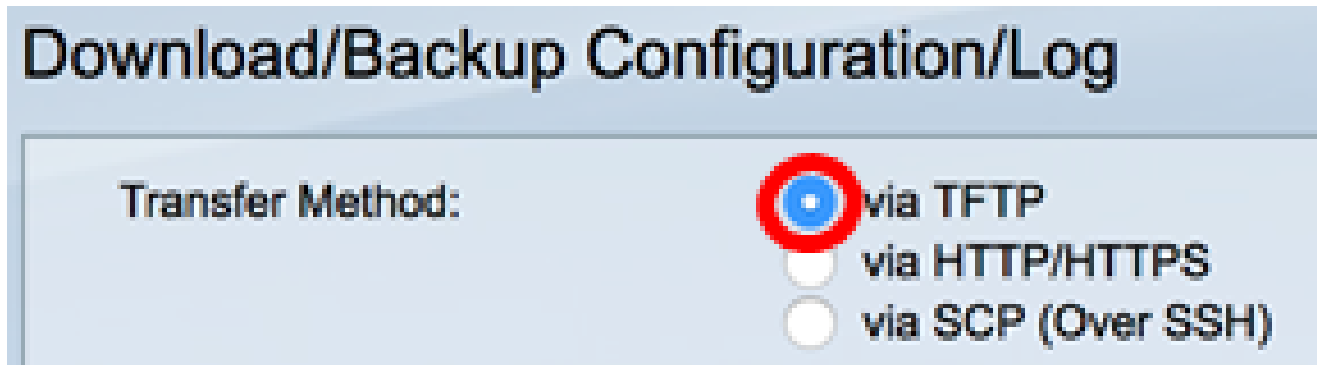 Download/Backup Configuration/Log
Transfer Method:
via TFTP
via HTTP/HTTPS
via SCP (Over SSH)